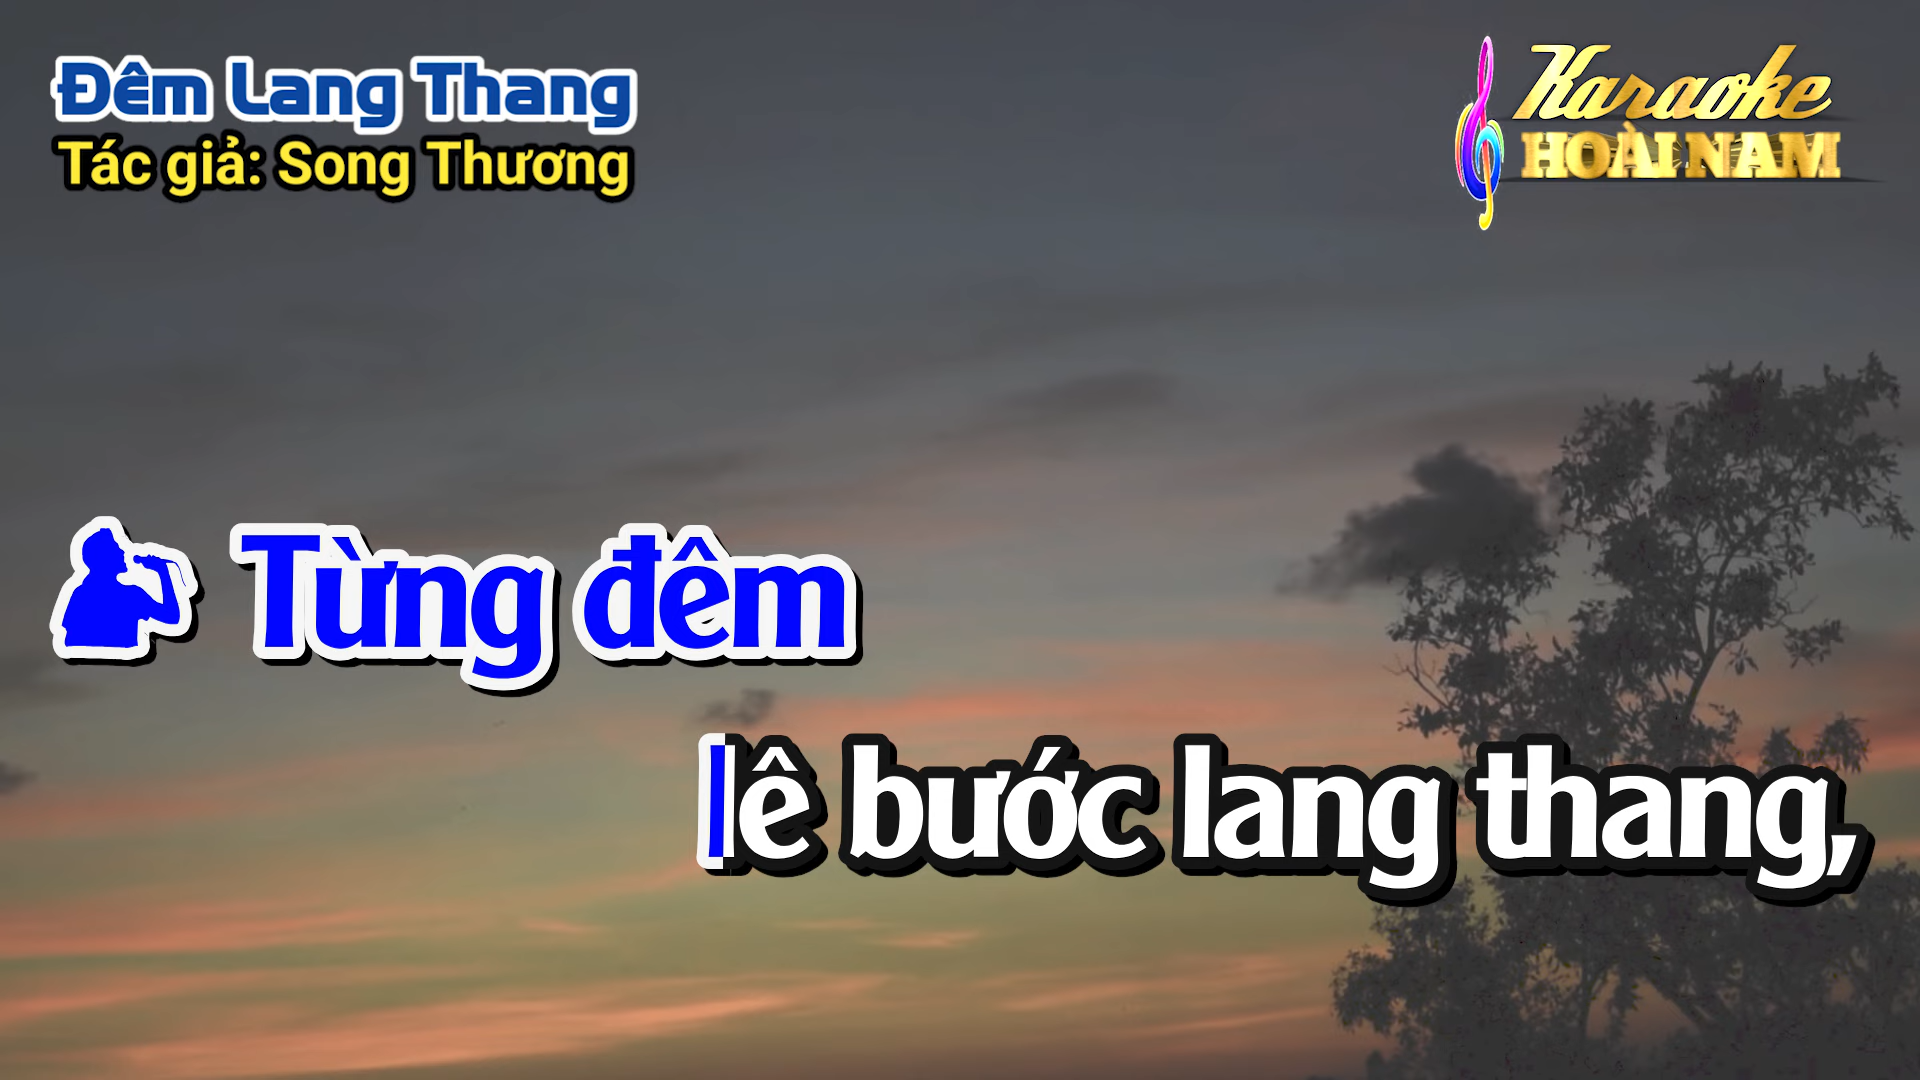 Đêm Lang Thang
Tác giả: Song Thương
Karaoke
HOÀI NAM
Từng đêm
lê bước lang thang,